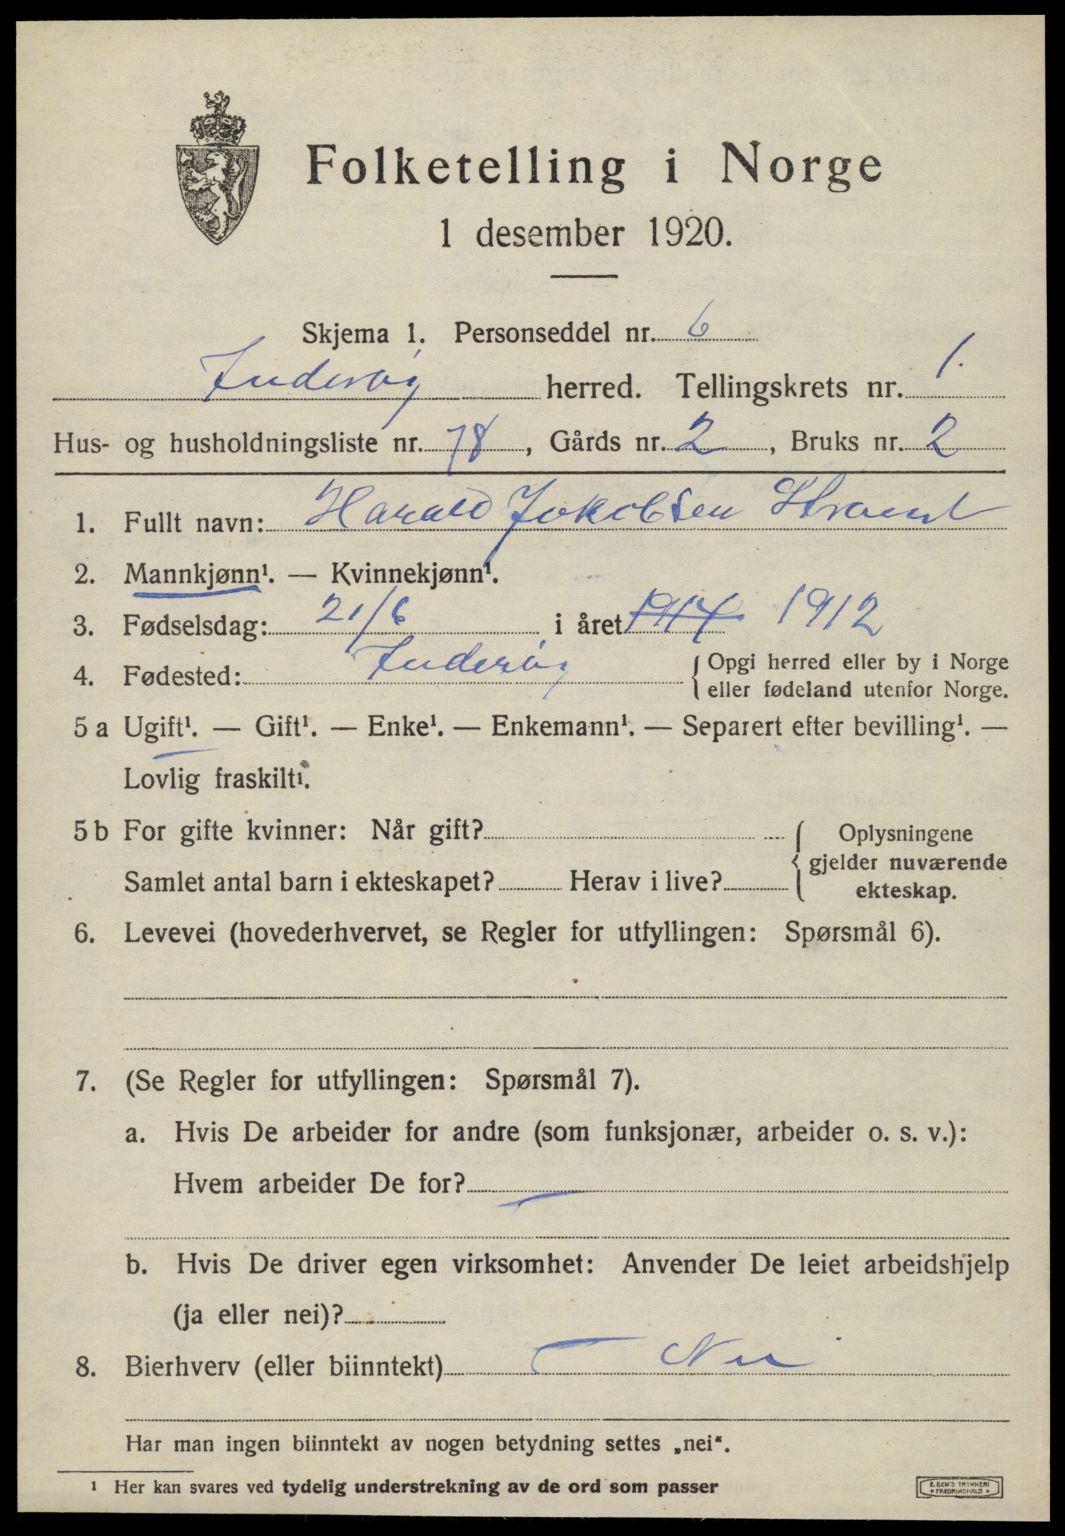 Folketelling i Norge
1 desember 1920.
Skjema 1. Personseddel nr. 6
Inderøy herred. Tellingskrets nr. 1.
Hus- og husholdningsliste nr. 78, Gårds nr. 2, Bruks nr. 2
1. Fullt navn: Harald Jakobsen Strand
2. Mannkjønn¹. — Kvinnekjønn¹.
3. Fødselsdag: 21/6 i året 1914 1912
4. Fødested: Inderøy { Opgi herred eller by i Norge
eller fødeland utenfor Norge.
5 a Ugift¹. — Gift¹. — Enke¹. — Enkemann¹. — Separert efter bevilling¹. —
Lovlig fraskilt¹.
5 b For gifte kvinner: Når gift? { Oplysningene
gjelder nuværende
Samlet antal barn i ekteskapet? Herav i live?
ekteskap.
6. Levevei (hovederhvervet, se Regler for utfyllingen: Spørsmål 6).
7. (Se Regler for utfyllingen: Spørsmål 7).
a. Hvis De arbeider for andre (som funksjonær, arbeider o. s. v.):
Hvem arbeider De for? —
b. Hvis De driver egen virksomhet: Anvender De leiet arbeidshjelp
(ja eller nei)?
8. Bierhverv (eller biinntekt) — Nei
Har man ingen biinntekt av nogen betydning settes „nei“.
¹ Her kan svares ved tydelig understrekning av de ord som passer
E. SEM'S TRYKKERI
• FREDRIKSHALD •